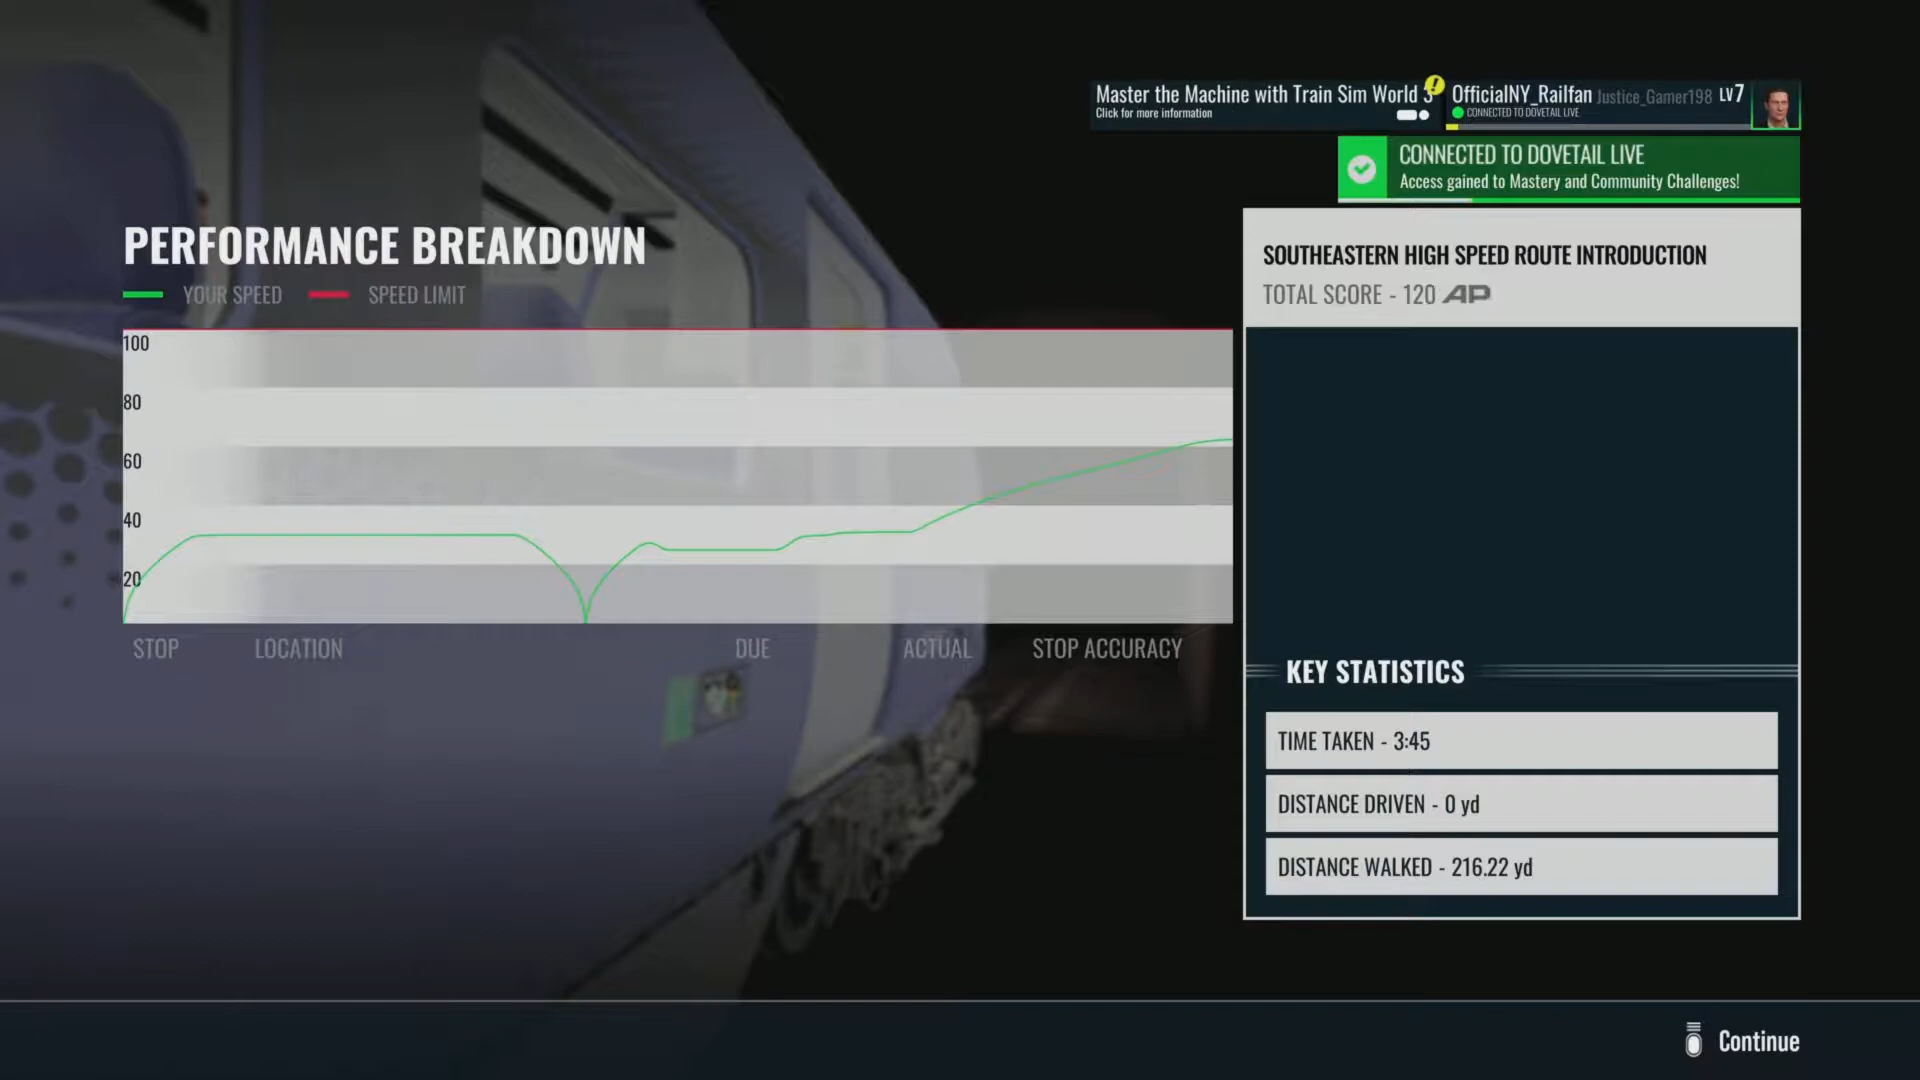 Master the Machine with Train Sim World 3
Click for more information
!
OfficialNY_Railfan Justice_Gamer198 LV7
CONNECTED TO DOVETAIL LIVE
CONNECTED TO DOVETAIL LIVE
Access gained to Mastery and Community Challenges!
PERFORMANCE BREAKDOWN
YOUR SPEED SPEED LIMIT
100
80
60
40
20
STOP LOCATION DUE ACTUAL STOP ACCURACY
SOUTHEASTERN HIGH SPEED ROUTE INTRODUCTION
TOTAL SCORE - 120 AP
KEY STATISTICS
TIME TAKEN - 3:45
DISTANCE DRIVEN - 0 yd
DISTANCE WALKED - 216.22 yd
Continue